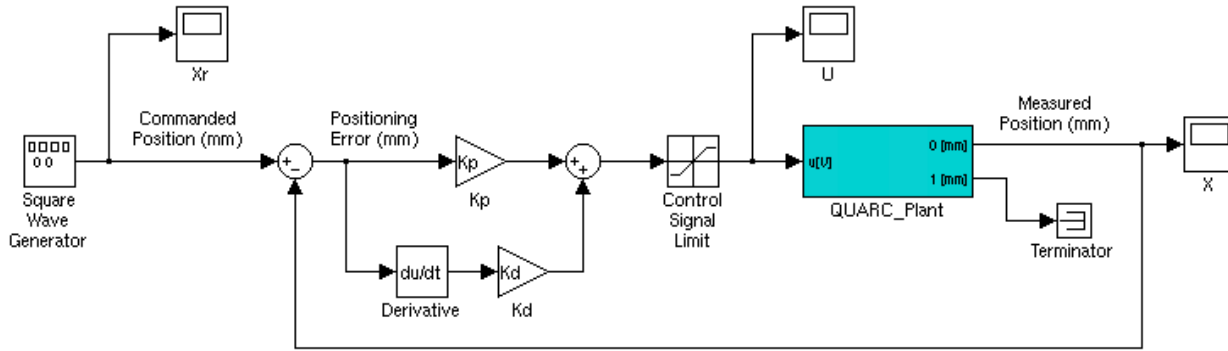 Xr
U
Commanded
Position (mm)
Positioning
Error (mm)
Measured
Position (mm)
Square
Wave
Generator
+
−
Kp
Kp
+
+
Control
Signal
Limit
u[V]
0 [mm]
1 [mm]
QUARC_Plant
X
Terminator
du/dt
Derivative
Kd
Kd